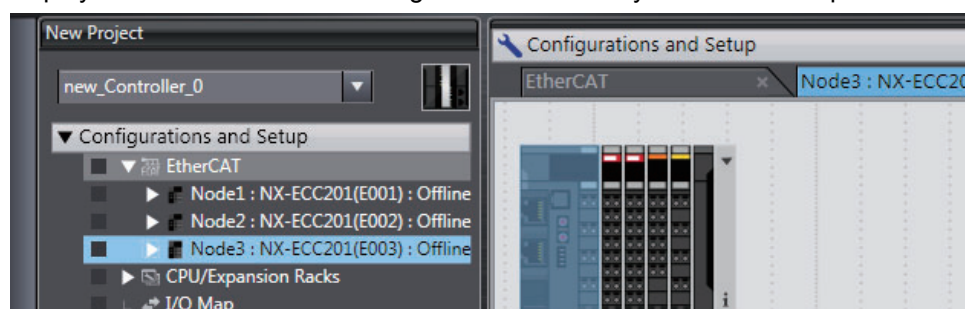 New Project
new_Controller_0
Configurations and Setup
EtherCAT
Node1 : NX-ECC201(E001) : Offline
Node2 : NX-ECC201(E002) : Offline
Node3 : NX-ECC201(E003) : Offline
CPU/Expansion Racks
I/O Map
Configurations and Setup
EtherCAT
Node3 : NX-ECC20
i